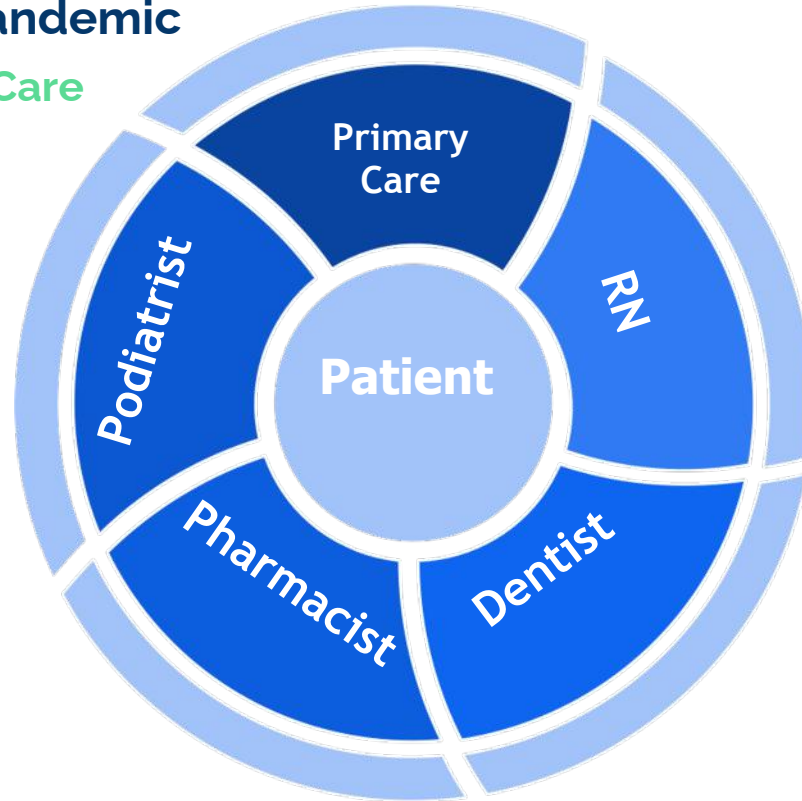 andemic
Care
Primary
Care
RN
Podiatrist
Patient
Pharmacist
Dentist